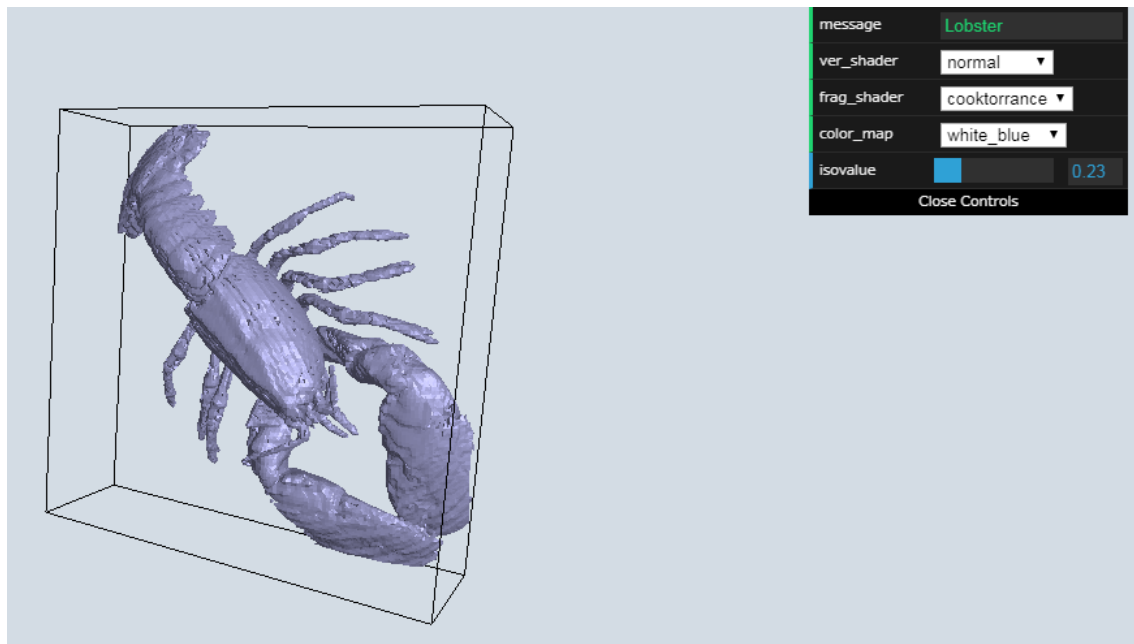 message Lobster
ver_shader normal
frag_shader cooktorrance
color_map white_blue
isovalue 0.23
Close Controls